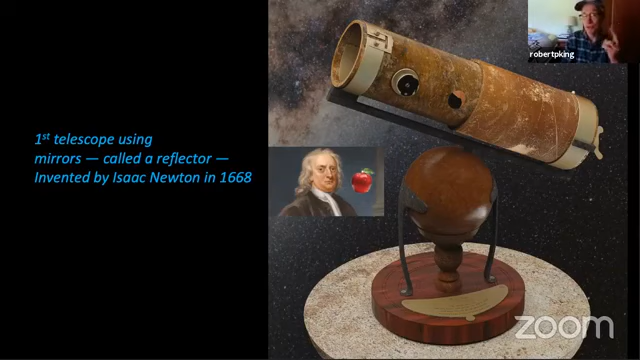 robertpking
1st telescope using
mirrors — called a reflector —
Invented by Isaac Newton in 1668
zoom